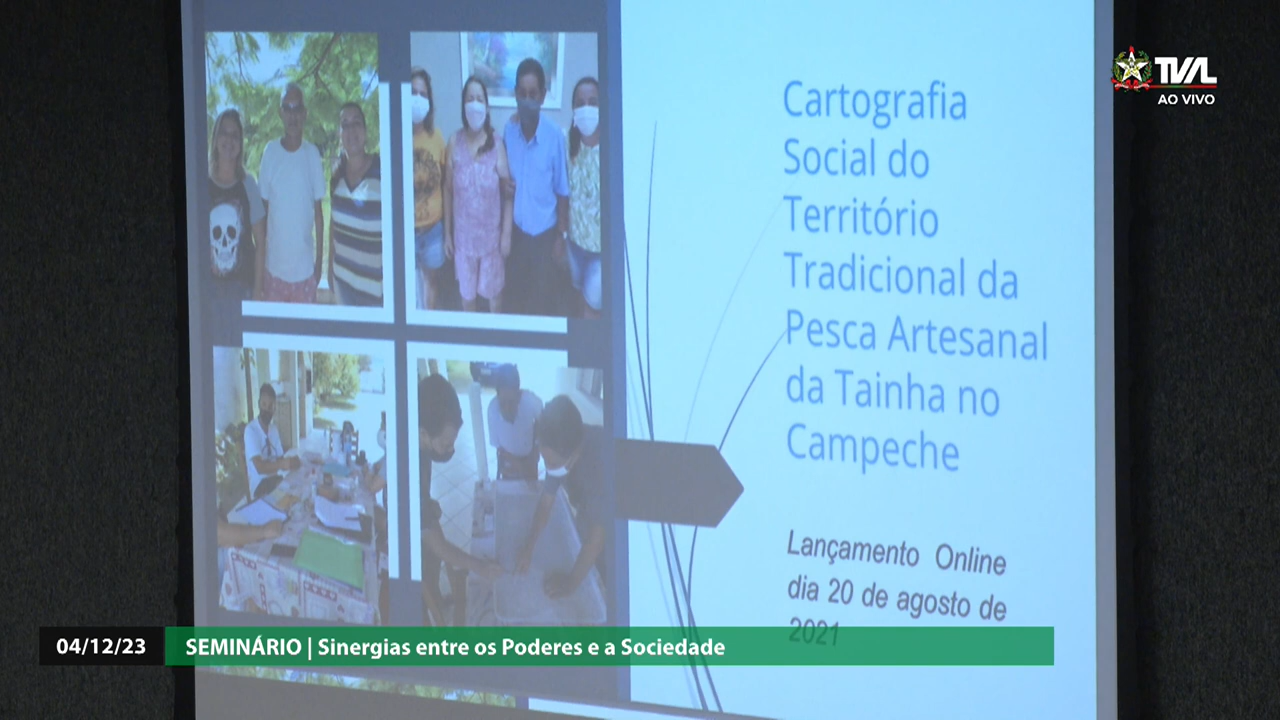 TVAL
AO VIVO
Cartografia
Social do
Território
Tradicional da
Pesca Artesanal
da Tainha no
Campeche
Lançamento Online
dia 20 de agosto de
2021
04/12/23
SEMINÁRIO | Sinergias entre os Poderes e a Sociedade